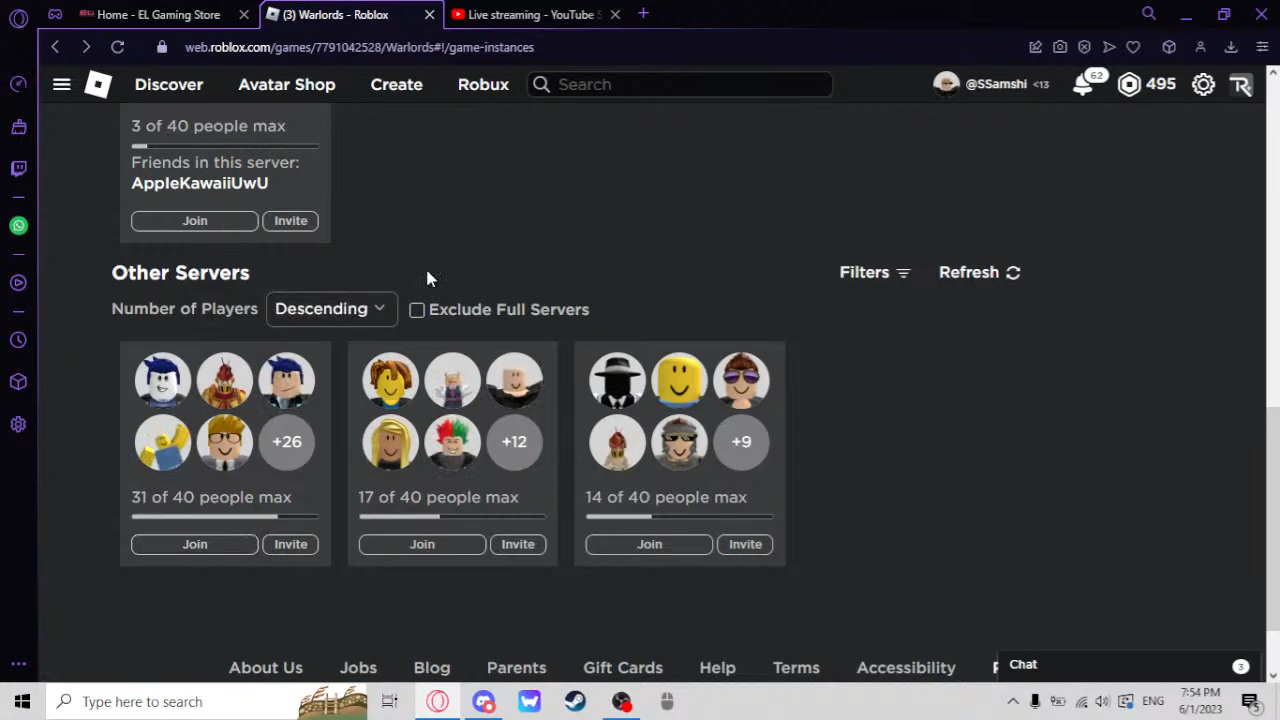 Home - EL Gaming Store
(3) Warlords - Roblox
Live streaming - YouTube S
web.roblox.com/games/7791042528/Warlords#!/game-instances
Discover Avatar Shop Create Robux Search @SSamshi <13 62 495
3 of 40 people max
Friends in this server:
AppleKawaiiUwU
Join Invite
Other Servers Filters Refresh
Number of Players Descending Exclude Full Servers
+26 +12 +9
31 of 40 people max 17 of 40 people max 14 of 40 people max
Join Invite Join Invite Join Invite
About Us Jobs Blog Parents Gift Cards Help Terms Accessibility
Chat 3
Type here to search ENG 7:54 PM
6/1/2023 5